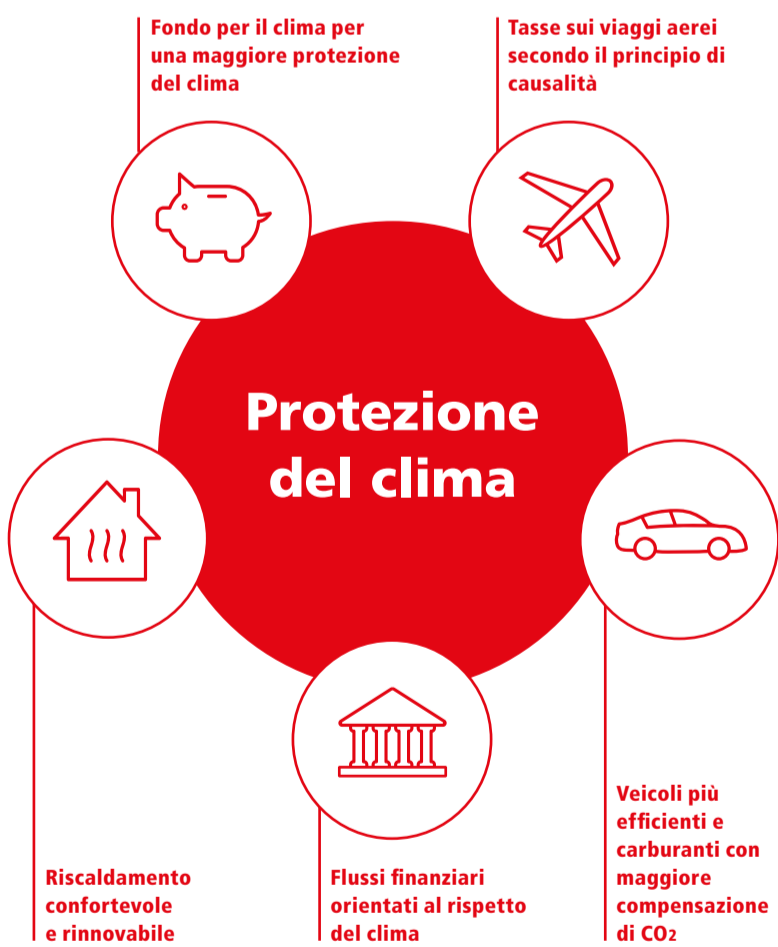 Fondo per il clima per
una maggiore protezione
del clima
Tasse sui viaggi aerei
secondo il principio di
causalità
Protezione
del clima
Riscaldamento
confortevole
e rinnovabile
Flussi finanziari
orientati al rispetto
del clima
Veicoli più
efficienti e
carburanti con
maggiore
compensazione
di CO2